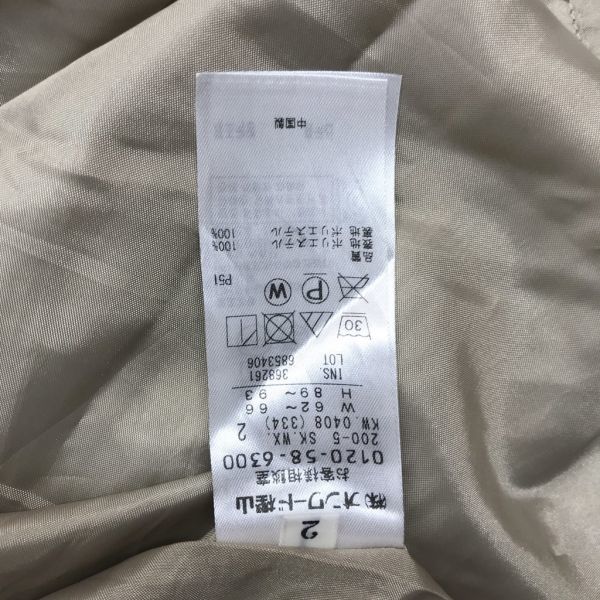 2
㈱オンワード樫山
お客様相談室
0120-58-6300
200-5 SK.WX. 2
KW 0408 (334)
W 62～ 66
H 89～ 93
INS. 368261
LOT 6853406
30
P W
P51
品質
表地 ポリエステル 100%
裏地 ポリエステル 100%
中国製